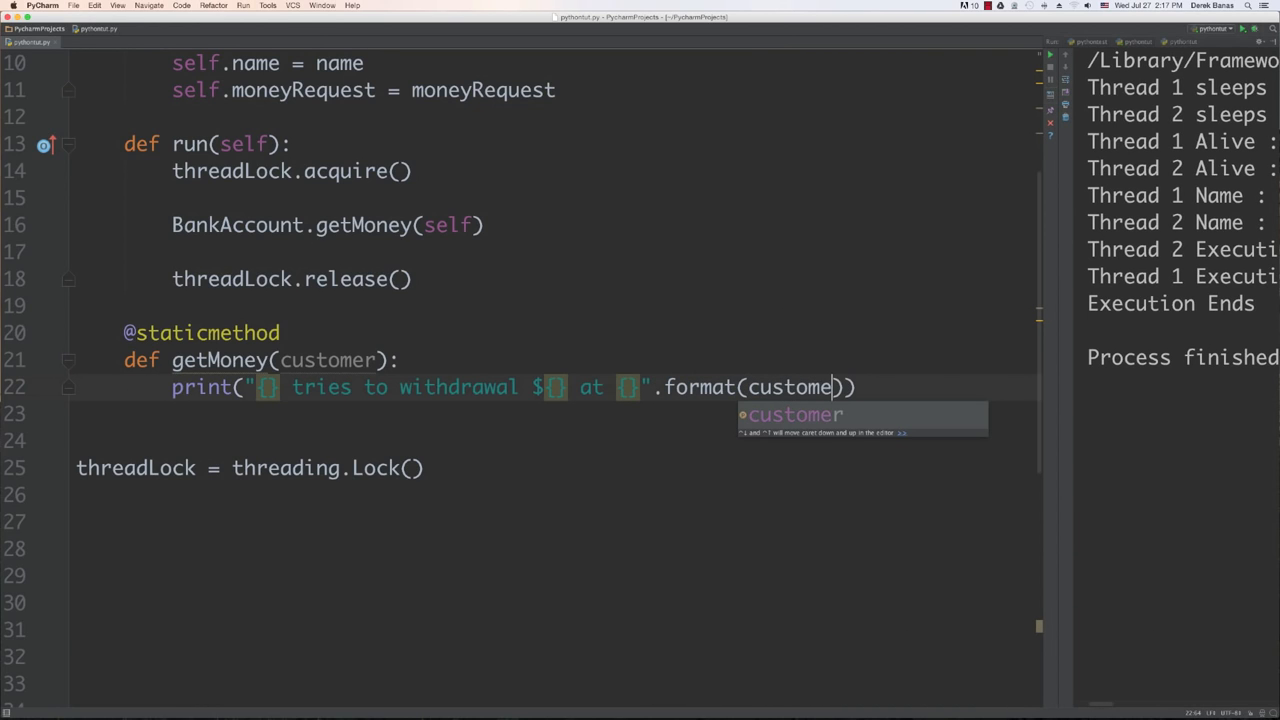 PyCharm File Edit View Navigate Code Refactor Run Tools VCS Window Help 10 Wed Jul 27 2:17 PM Derek Banas
pythontut.py - PycharmProjects - [~/PycharmProjects]
PycharmProjects pythontut.py pythontut
pythontut.py Run: pythontest pythontut pythontut
10 self.name = name
11 self.moneyRequest = moneyRequest
12
13 def run(self):
14 threadLock.acquire()
15
16 BankAccount.getMoney(self)
17
18 threadLock.release()
19
20 @staticmethod
21 def getMoney(customer):
22 print("{} tries to withdrawal ${} at {}".format(custome))
customer
^↓ and ^↑ will move caret down and up in the editor >>
23
24
25 threadLock = threading.Lock()
26
27
28
29
30
31
32
33
/Library/Framewo
Thread 1 sleeps
Thread 2 sleeps
Thread 1 Alive :
Thread 2 Alive :
Thread 1 Name :
Thread 2 Name :
Thread 2 Executi
Thread 1 Executi
Execution Ends
Process finished
22:64 LF‡ UTF-8‡